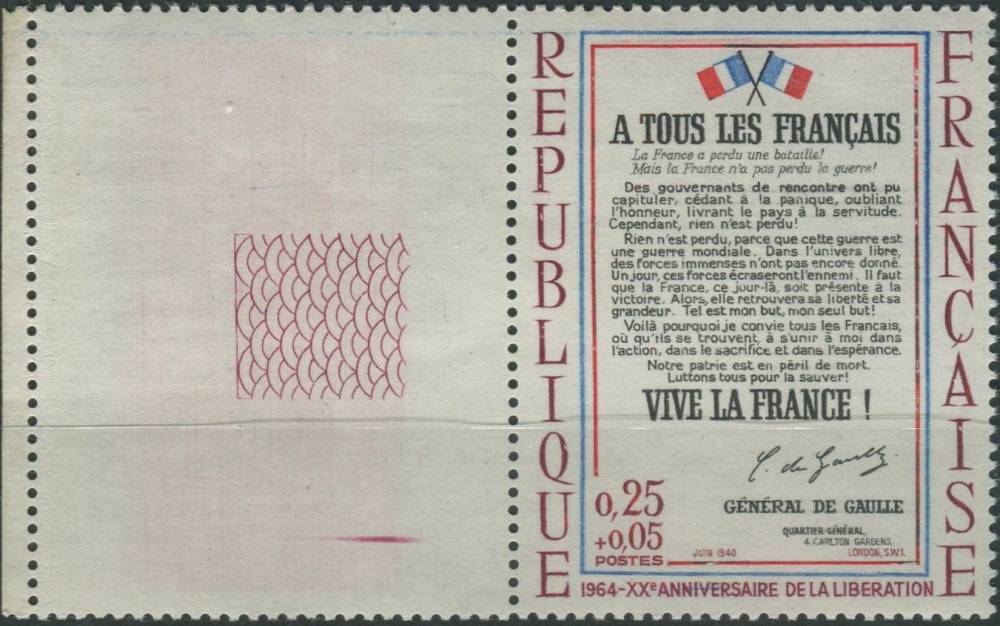 RÉPUBLIQUE
FRANÇAISE
A TOUS LES FRANÇAIS
La France a perdu une bataille!
Mais la France n'a pas perdu la guerre!
Des gouvernants de rencontre ont pu
capituler, cédant à la panique, oubliant
l'honneur, livrant le pays à la servitude.
Cependant, rien n'est perdu!
Rien n'est perdu, parce que cette guerre est
une guerre mondiale. Dans l'univers libre,
des forces immenses n'ont pas encore donné.
Un jour, ces forces écraseront l'ennemi. Il faut
que la France, ce jour-là, soit présente à la
victoire. Alors, elle retrouvera sa liberté et sa
grandeur. Tel est mon but, mon seul but!
Voilà pourquoi je convie tous les Français,
où qu'ils se trouvent, à s'unir à moi dans
l'action, dans le sacrifice et dans l'espérance.
Notre patrie est en péril de mort.
Luttons tous pour la sauver!
VIVE LA FRANCE !
C. de Gaulle
0,25
+0,05
POSTES
GÉNÉRAL DE GAULLE
QUARTIER-GÉNÉRAL,
4, CARLTON GARDENS,
LONDON, S.W.1.
JUIN 1940
1964-XXe ANNIVERSAIRE DE LA LIBERATION